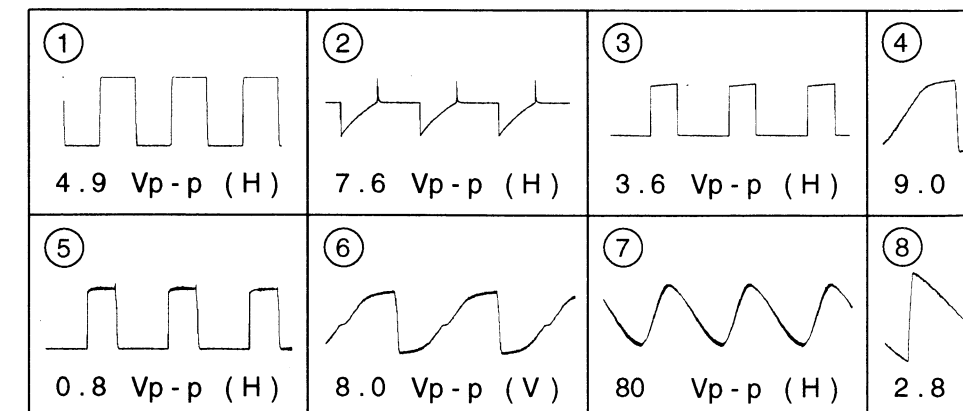 ① ② ③ ④
4.9 Vp-p (H) 7.6 Vp-p (H) 3.6 Vp-p (H) 9.0
⑤ ⑥ ⑦ ⑧
0.8 Vp-p (H) 8.0 Vp-p (V) 80 Vp-p (H) 2.8